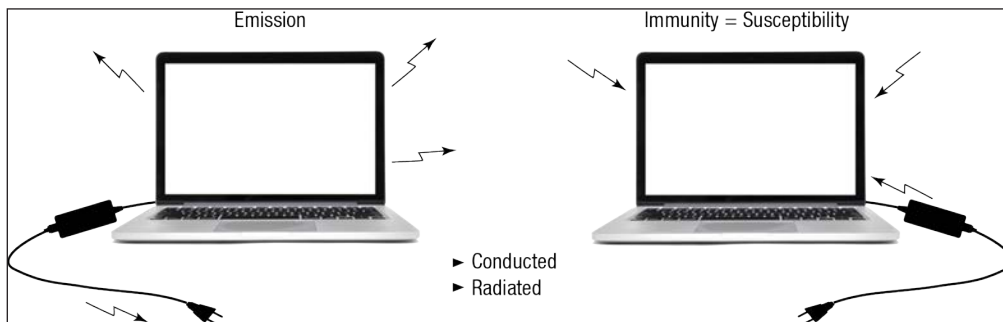 Emission
Immunity = Susceptibility
► Conducted
► Radiated